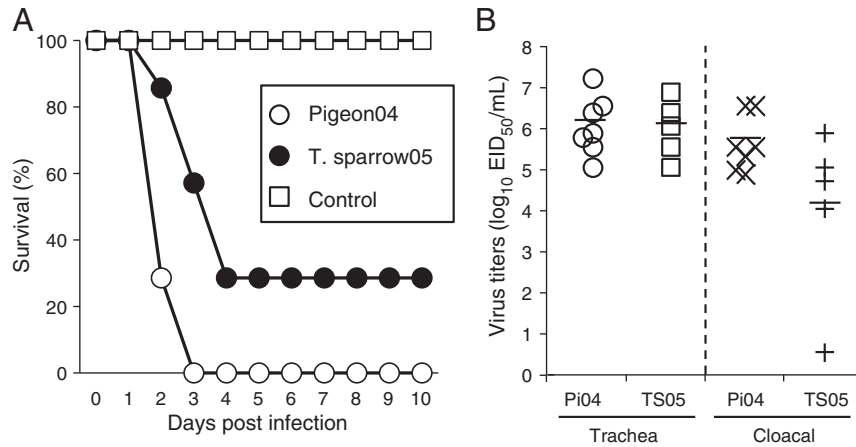 A
Survival (%)
100
80
60
40
20
0
Pigeon04
T. sparrow05
Control
0 1 2 3 4 5 6 7 8 9 10
Days post infection
B
Virus titers (log10 EID50/mL)
8
7
6
5
4
3
2
1
0
Pi04 TS05 Pi04 TS05
Trachea Cloacal